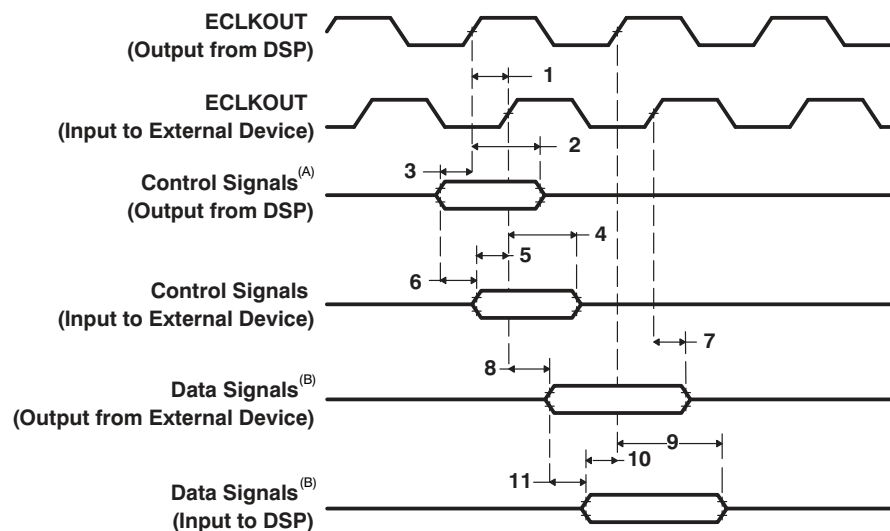 ECLKOUT
(Output from DSP)
1
ECLKOUT
(Input to External Device)
2
3
Control Signals(A)
(Output from DSP)
4
5
6
Control Signals
(Input to External Device)
7
8
Data Signals(B)
(Output from External Device)
9
10
11
Data Signals(B)
(Input to DSP)